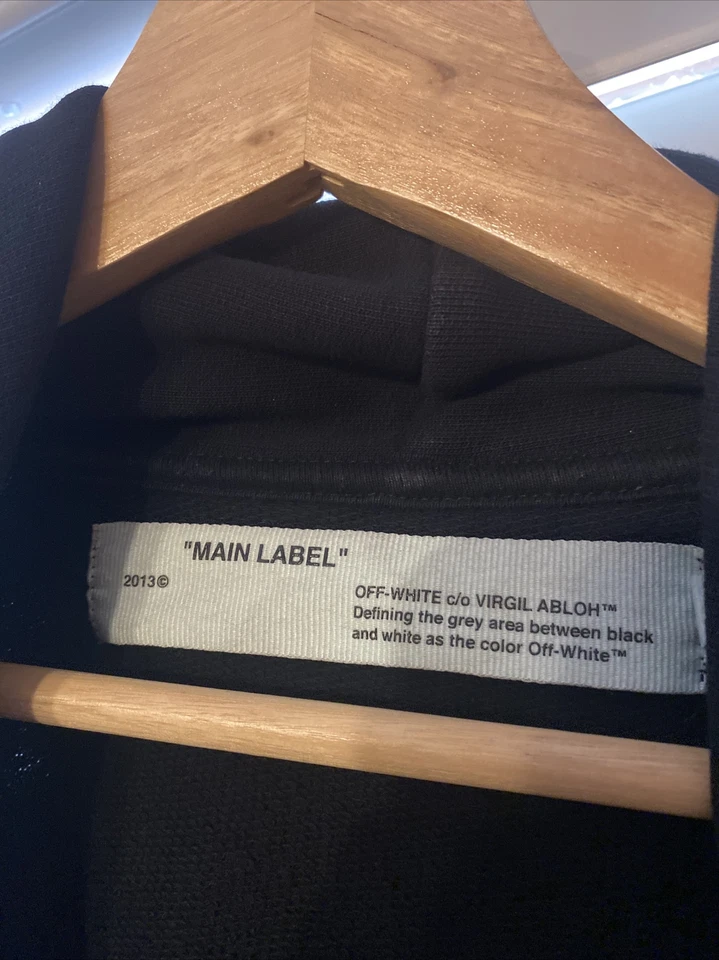 "MAIN LABEL"
2013©
OFF-WHITE c/o VIRGIL ABLOH™
Defining the grey area between black
and white as the color Off-White™